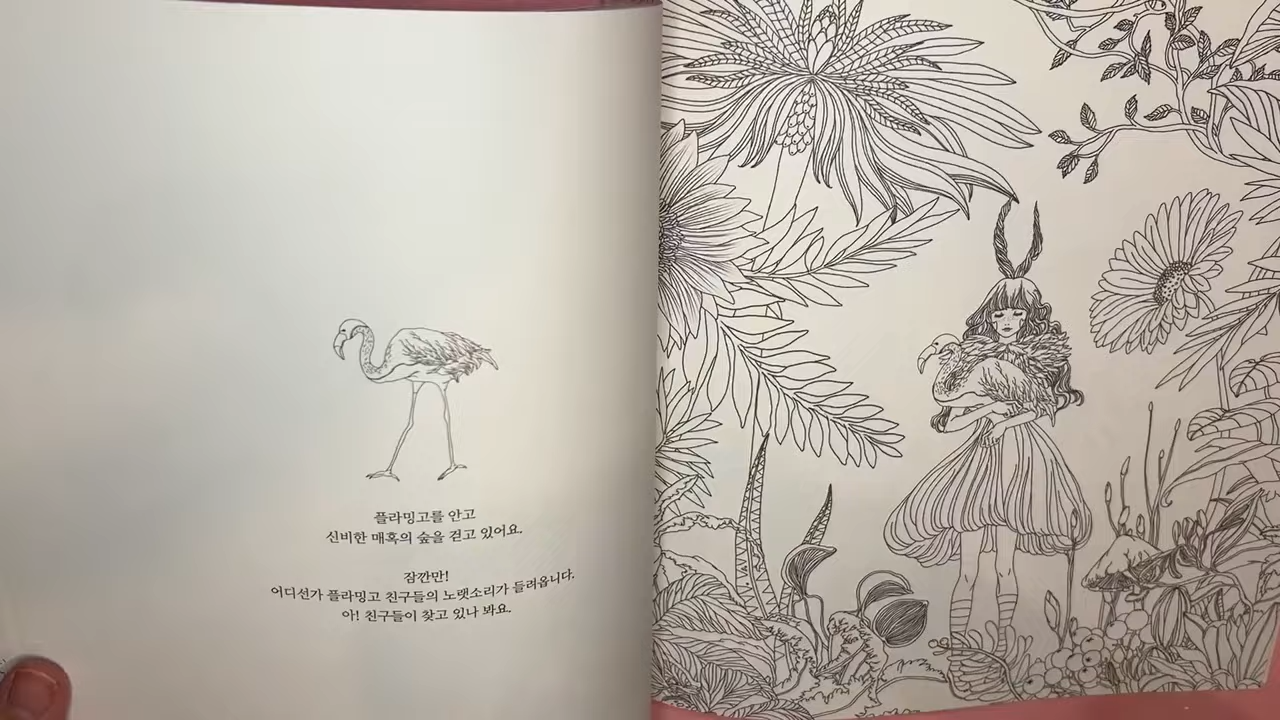 플라밍고를 안고
신비한 매혹의 숲을 걷고 있어요.
잠깐만!
어디선가 플라밍고 친구들의 노랫소리가 들려옵니다.
아! 친구들이 찾고 있나 봐요.